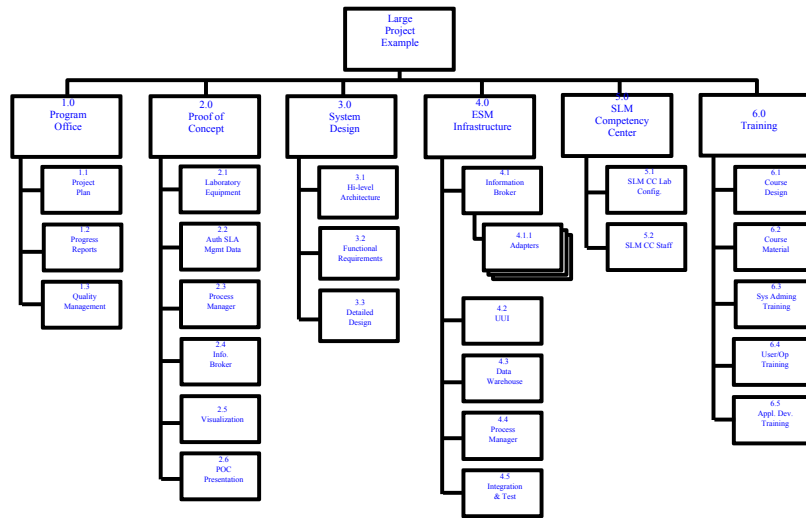 Large
Project
Example
1.0
Program
Office
2.0
Proof of
Concept
3.0
System
Design
4.0
ESM
Infrastructure
5.0
SLM
Competency
Center
6.0
Training
1.1
Project
Plan
1.2
Progress
Reports
1.3
Quality
Management
2.1
Laboratory
Equipment
2.2
Auth SLA
Mgmt Data
2.3
Process
Manager
2.4
Info.
Broker
2.5
Visualization
2.6
POC
Presentation
3.1
Hi-level
Architecture
3.2
Functional
Requirements
3.3
Detailed
Design
4.1
Information
Broker
4.1.1
Adapters
4.2
UUI
4.3
Data
Warehouse
4.4
Process
Manager
4.5
Integration
& Test
5.1
SLM CC Lab
Config.
5.2
SLM CC Staff
6.1
Course
Design
6.2
Course
Material
6.3
Sys Adming
Training
6.4
User/Op
Training
6.5
Appl. Dev.
Training